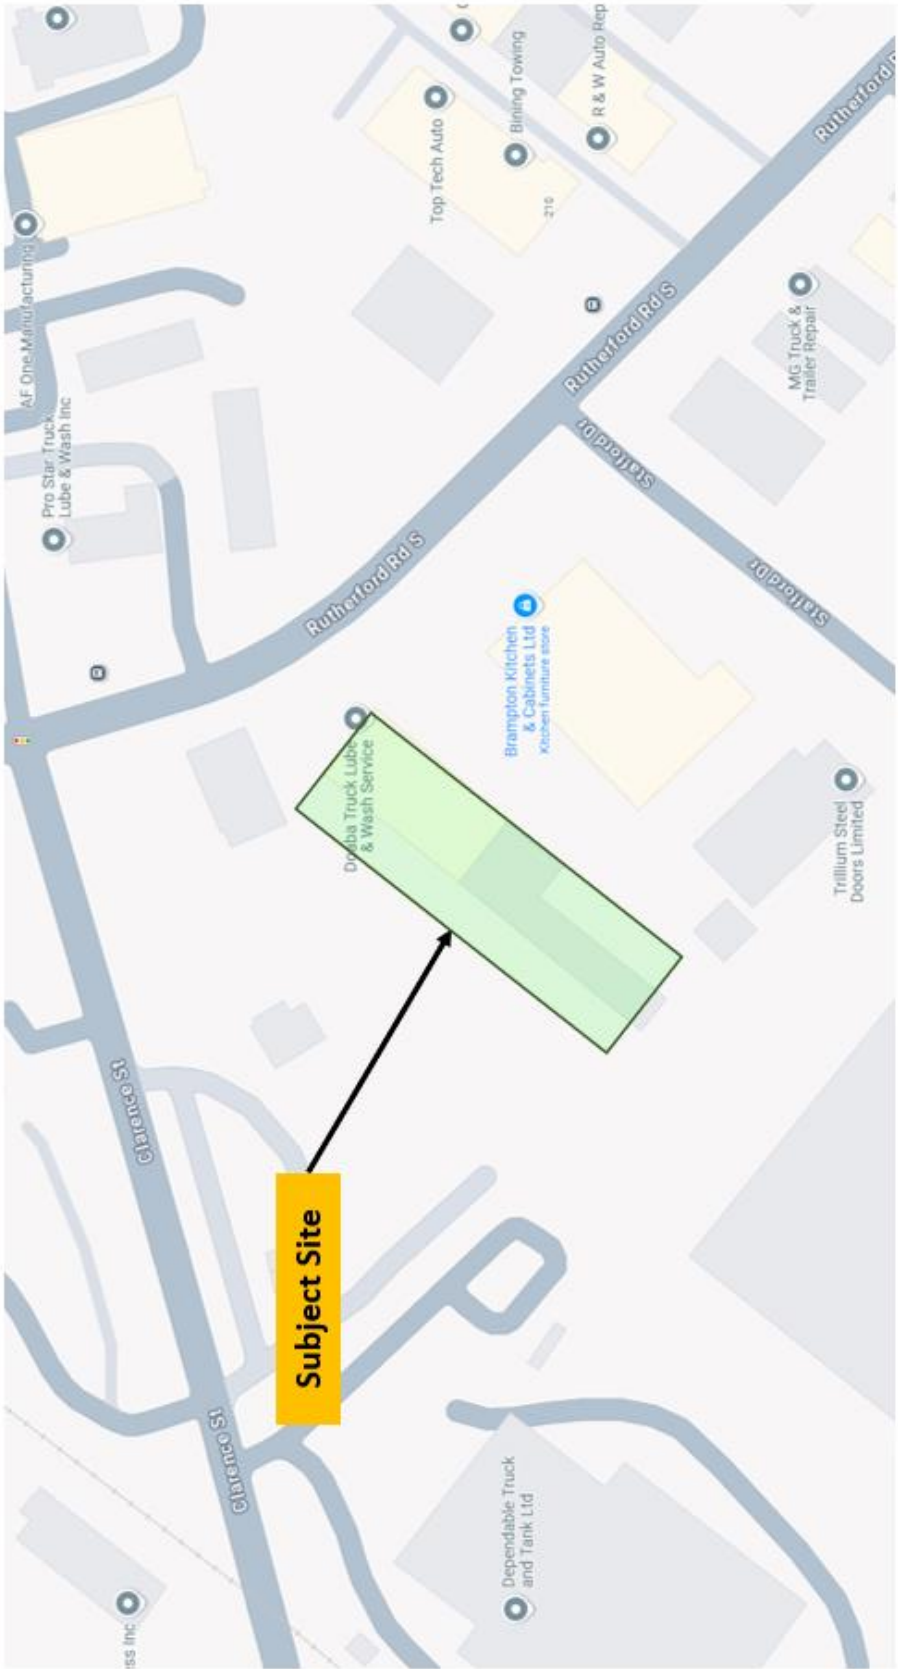 ss Inc
Pro Star Truck
Lube & Wash Inc
AF One Manufacturing
Clarence St
Clarence St
Subject Site
Doaba Truck Lube
& Wash Service
Rutherford Rd S
Top Tech Auto
Dependable Truck
and Tank Ltd
Brampton Kitchen
& Cabinets Ltd
Kitchen furniture store
Bining Towing
210
R & W Auto Rep
Rutherford Rd S
Stafford Dr
Stafford Dr
MG Truck &
Trailer Repair
Trillium Steel
Doors Limited
Rutherford R